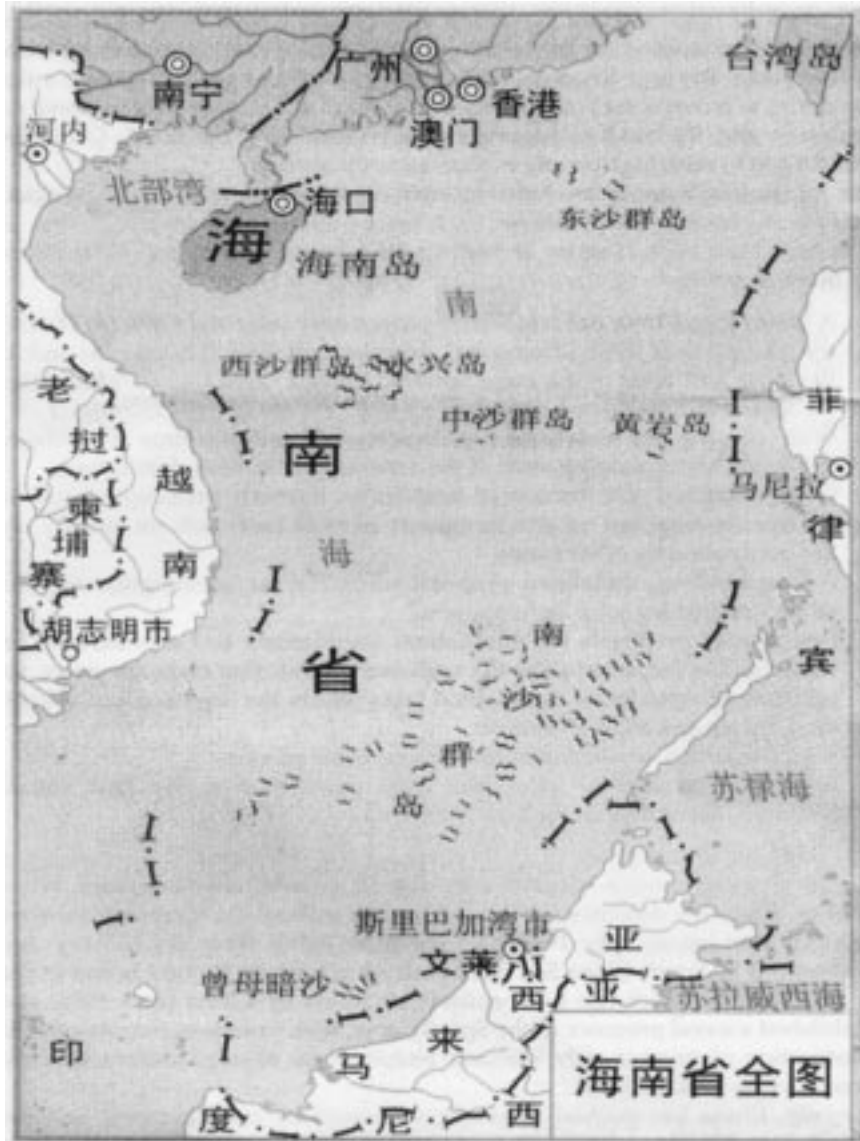 台湾岛
广州
南宁
香港
澳门
河内
北部湾
海口
东沙群岛
海南岛
南海
西沙群岛
永兴岛
中沙群岛
黄岩岛
海南省
老挝
越南
柬埔寨
胡志明市
菲律宾
马尼拉
南沙群岛
苏禄海
斯里巴加湾市
文莱
曾母暗沙
马来西亚
苏拉威西海
印度尼西亚
海南省全图